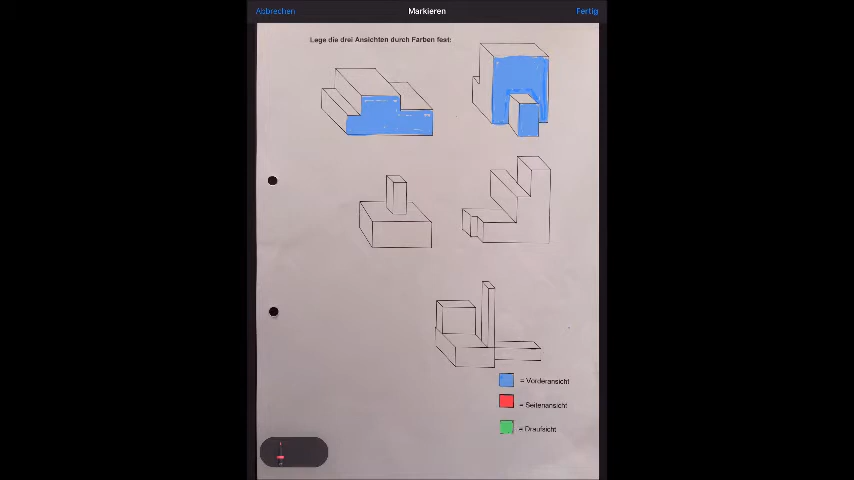 Abbrechen
Markieren
Fertig
Lege die drei Ansichten durch Farben fest:
= Vorderansicht
= Seitenansicht
= Draufsicht